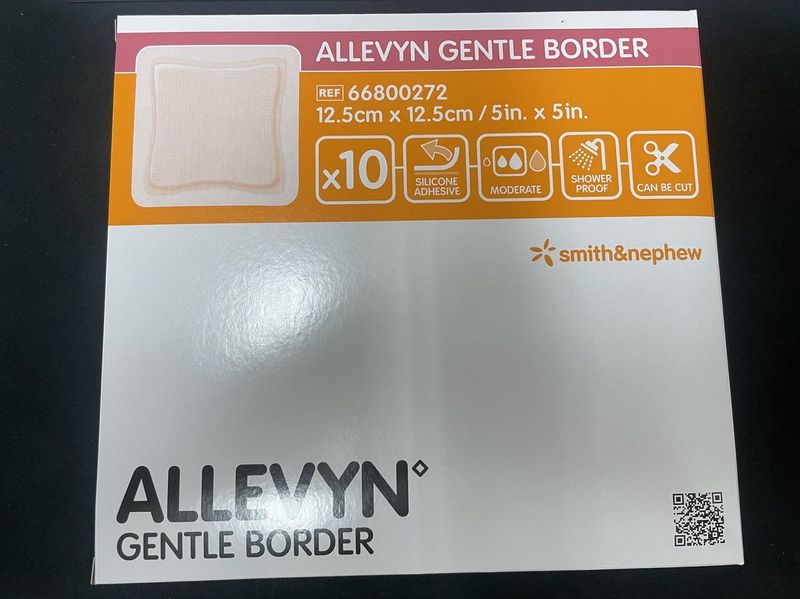 ALLEVYN GENTLE BORDER
REF 66800272
12.5cm x 12.5cm / 5in. x 5in.
x10
SILICONE
ADHESIVE
MODERATE
SHOWER
PROOF
CAN BE CUT
smith&nephew
ALLEVYN◇
GENTLE BORDER